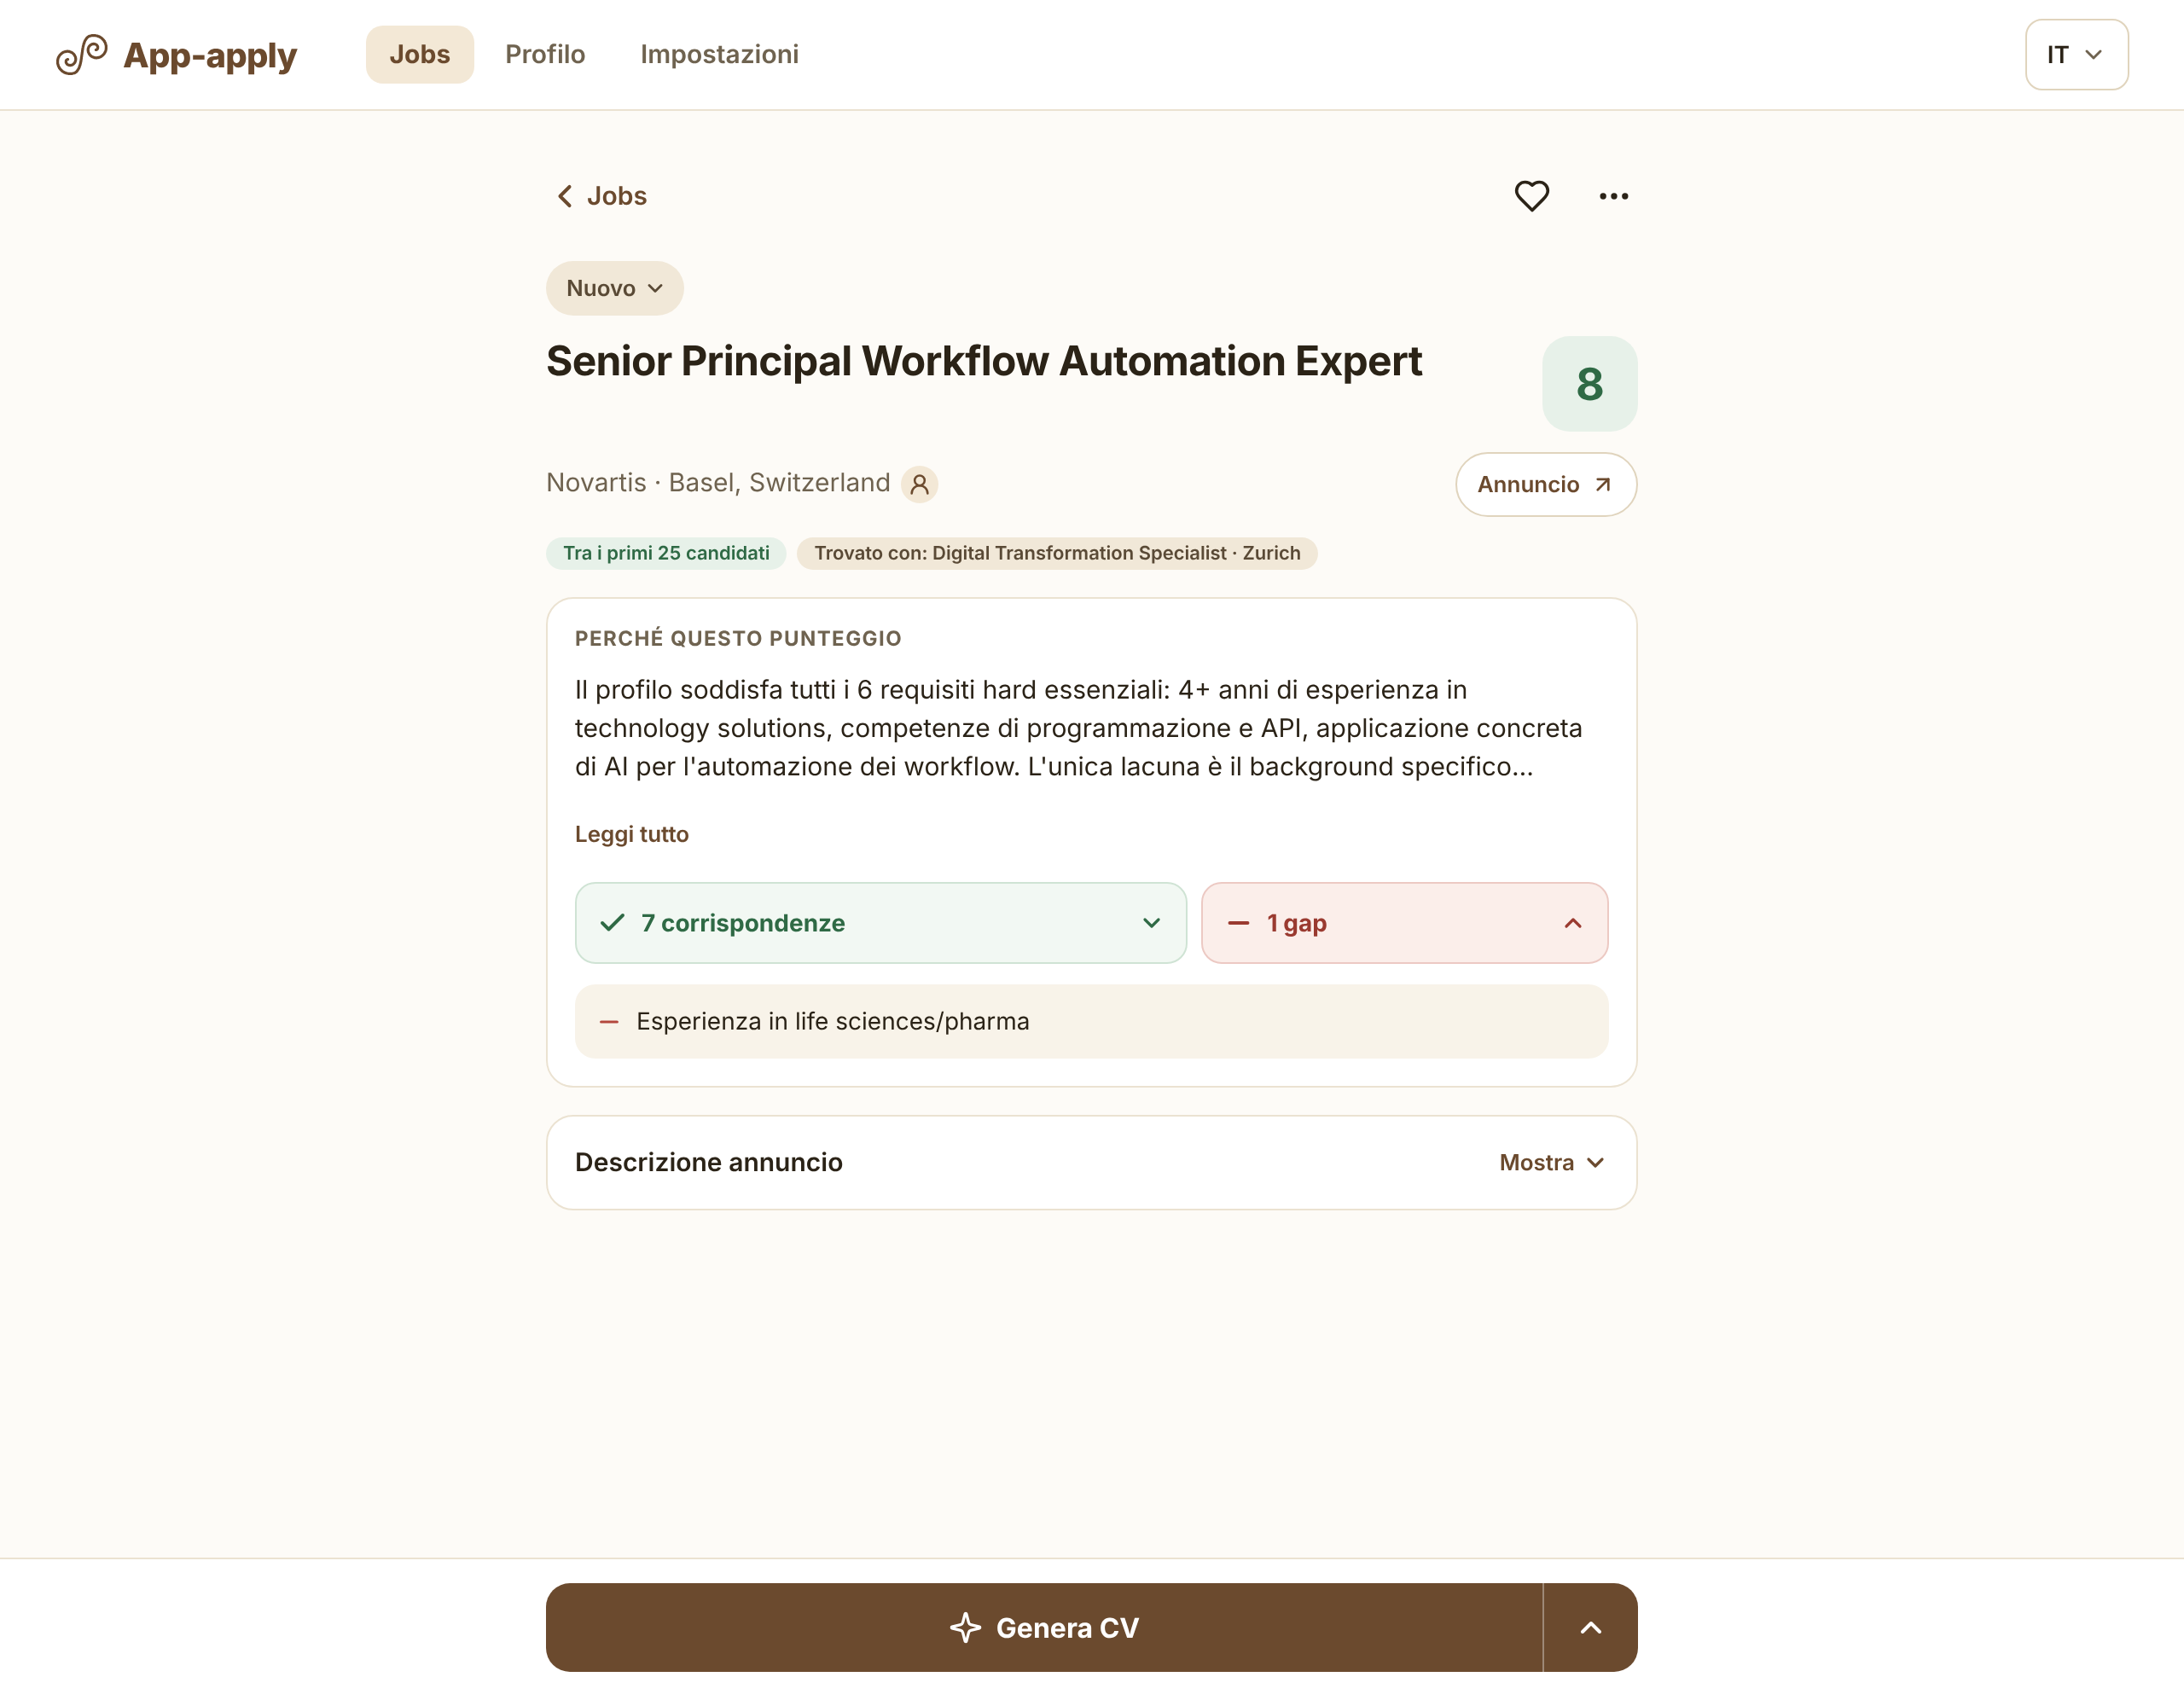 App-apply
Jobs
Profilo
Impostazioni
IT
Jobs
Nuovo
Senior Principal Workflow Automation Expert
8
Novartis · Basel, Switzerland
Annuncio
Tra i primi 25 candidati
Trovato con: Digital Transformation Specialist · Zurich
PERCHÉ QUESTO PUNTEGGIO
Il profilo soddisfa tutti i 6 requisiti hard essenziali: 4+ anni di esperienza in
technology solutions, competenze di programmazione e API, applicazione concreta
di AI per l'automazione dei workflow. L'unica lacuna è il background specifico...
Leggi tutto
7 corrispondenze
1 gap
Esperienza in life sciences/pharma
Descrizione annuncio
Mostra
Genera CV